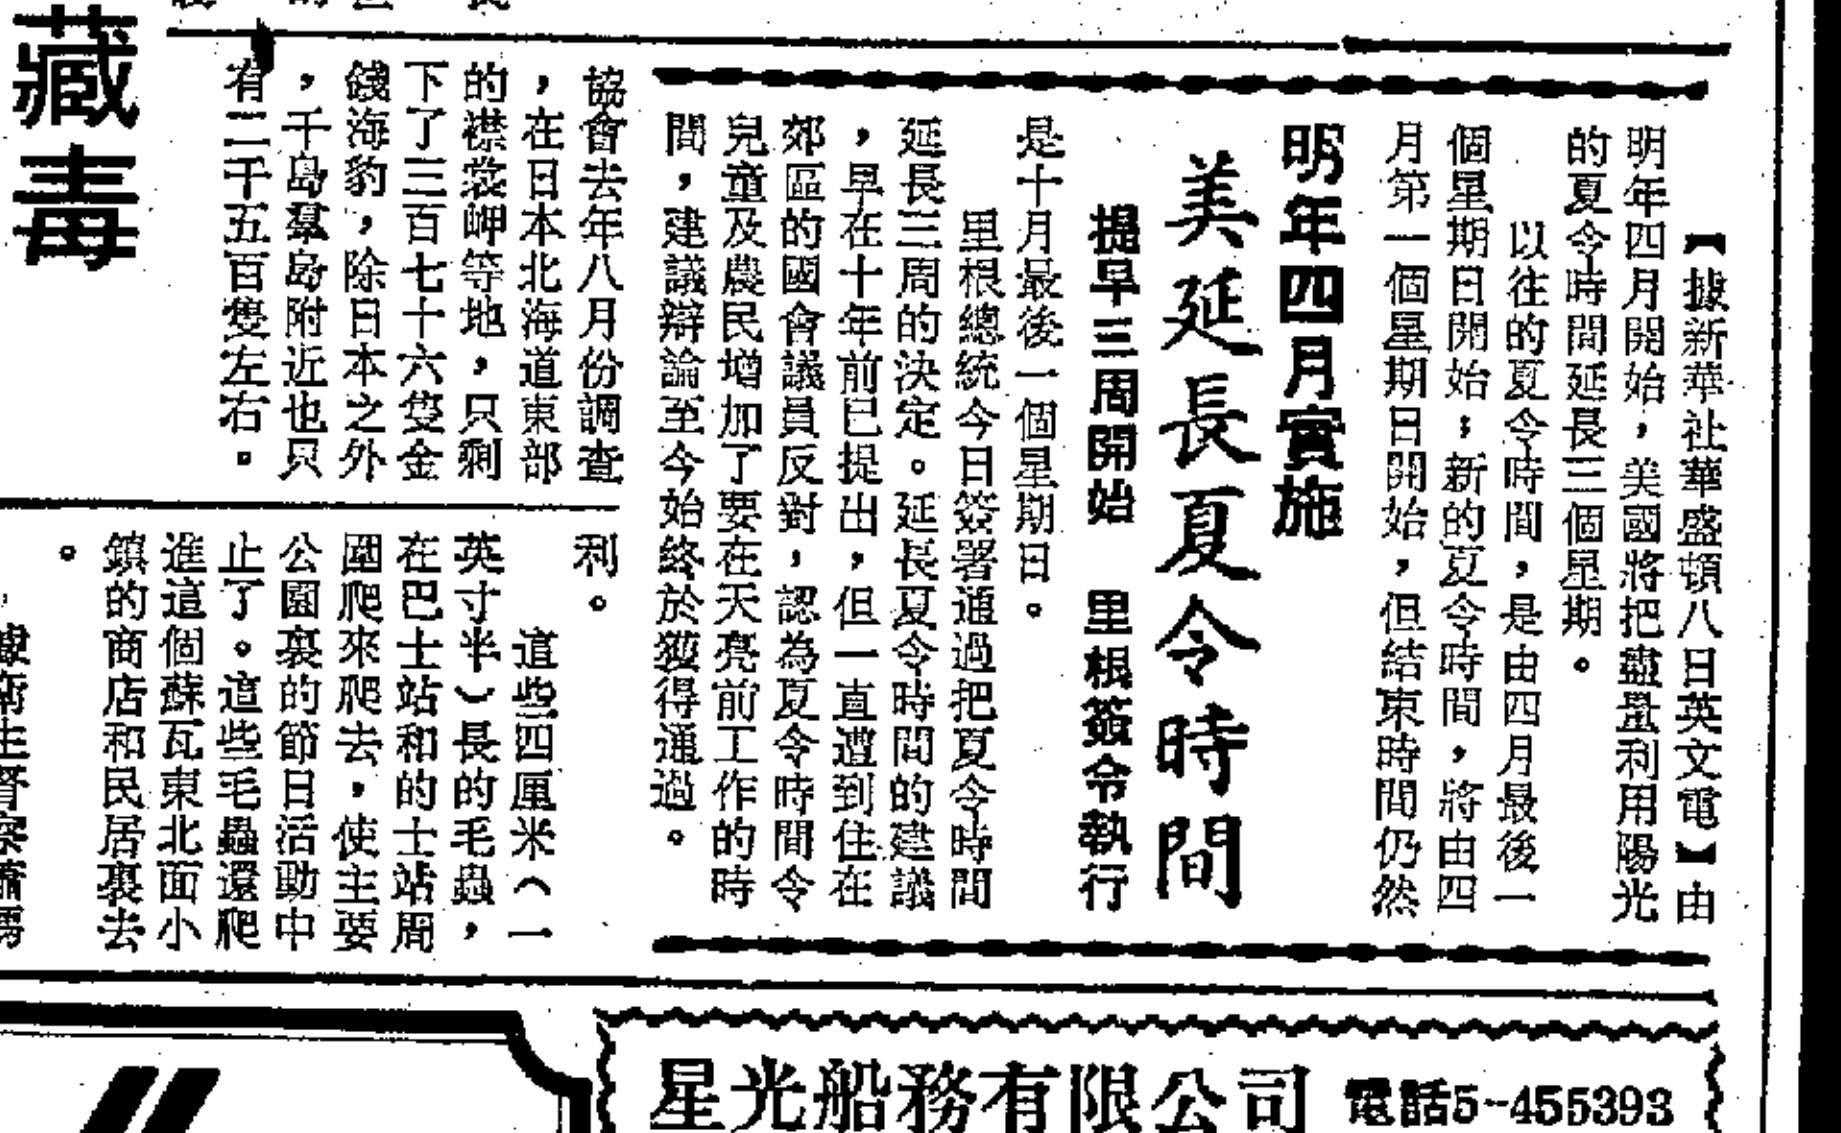 明年四月實施
美延長夏令時間
提早三周開始　里根簽令執行
【據新華社華盛頓八日英文電】由
明年四月開始，美國將把盡量利用陽光
的夏令時間延長三個星期。
以往的夏令時間，是由四月最後一
個星期日開始；新的夏令時間，將由四
月第一個星期日開始，但結束時間仍然
是十月最後一個星期日。
里根總統今日簽署通過把夏令時間
延長三周的決定。延長夏令時間的建議
，早在十年前已提出，但一直遭到住在
郊區的國會議員反對，認為夏令時間令
兒童及農民增加了要在天亮前工作的時
間，建議辯論至今始終於獲得通過。
協會去年八月份調查
，在日本北海道東部
的襟裳岬等地，只剩
下了三百七十六隻金
錢海豹，除日本之外
，千島羣島附近也只
有二千五百隻左右。
藏毒
利。
這些四厘米（一
英寸半）長的毛蟲，
在巴士站和的士站周
圍爬來爬去，使主要
公園裏的節日活動中
止了。這些毛蟲還爬
進這個蘇瓦東北面小
鎮的商店和民居裏去
。
星光船務有限公司　電話5-455393